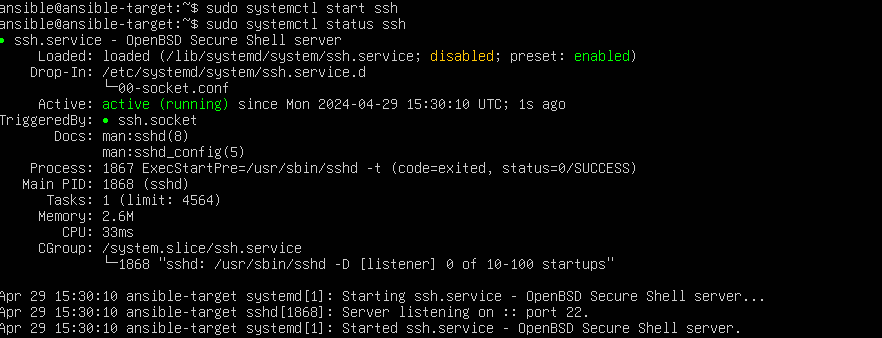 ansible@ansible-target:~$ sudo systemctl start ssh
ansible@ansible-target:~$ sudo systemctl status ssh
● ssh.service - OpenBSD Secure Shell server
     Loaded: loaded (/lib/systemd/system/ssh.service; disabled; preset: enabled)
    Drop-In: /etc/systemd/system/ssh.service.d
             └─00-socket.conf
     Active: active (running) since Mon 2024-04-29 15:30:10 UTC; 1s ago
TriggeredBy: ● ssh.socket
       Docs: man:sshd(8)
             man:sshd_config(5)
    Process: 1867 ExecStartPre=/usr/sbin/sshd -t (code=exited, status=0/SUCCESS)
   Main PID: 1868 (sshd)
      Tasks: 1 (limit: 4564)
     Memory: 2.6M
        CPU: 33ms
     CGroup: /system.slice/ssh.service
             └─1868 "sshd: /usr/sbin/sshd -D [listener] 0 of 10-100 startups"

Apr 29 15:30:10 ansible-target systemd[1]: Starting ssh.service - OpenBSD Secure Shell server...
Apr 29 15:30:10 ansible-target sshd[1868]: Server listening on :: port 22.
Apr 29 15:30:10 ansible-target systemd[1]: Started ssh.service - OpenBSD Secure Shell server.